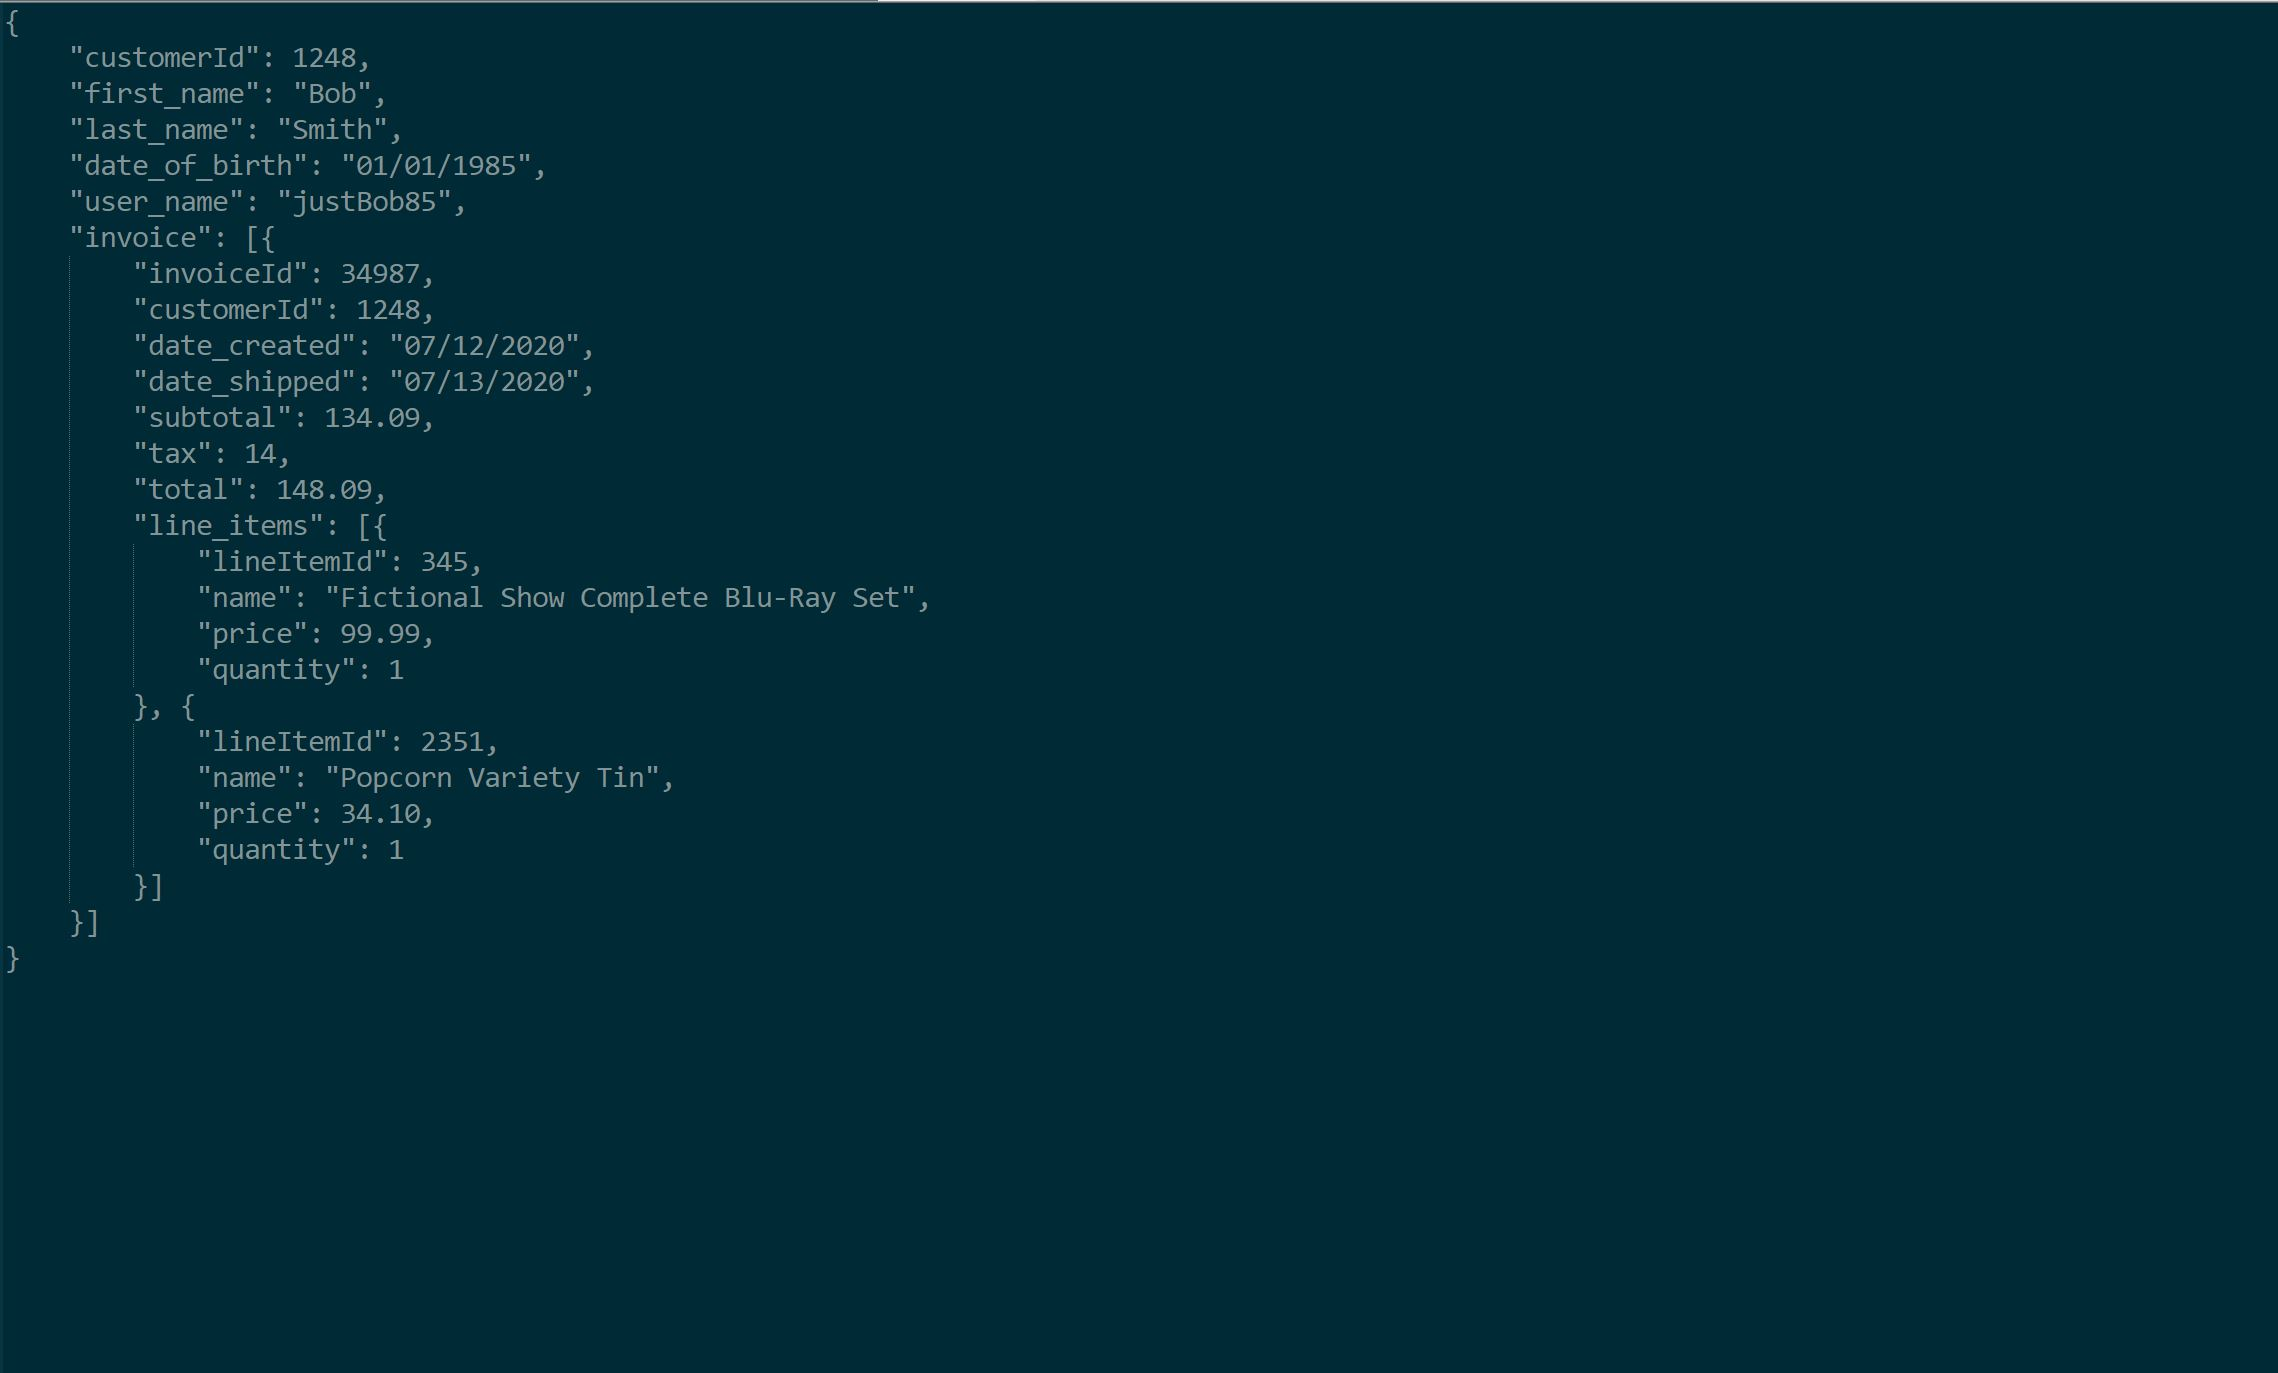 {
    "customerId": 1248,
    "first_name": "Bob",
    "last_name": "Smith",
    "date_of_birth": "01/01/1985",
    "user_name": "justBob85",
    "invoice": [{
        "invoiceId": 34987,
        "customerId": 1248,
        "date_created": "07/12/2020",
        "date_shipped": "07/13/2020",
        "subtotal": 134.09,
        "tax": 14,
        "total": 148.09,
        "line_items": [{
            "lineItemId": 345,
            "name": "Fictional Show Complete Blu-Ray Set",
            "price": 99.99,
            "quantity": 1
        }, {
            "lineItemId": 2351,
            "name": "Popcorn Variety Tin",
            "price": 34.10,
            "quantity": 1
        }]
    }]
}